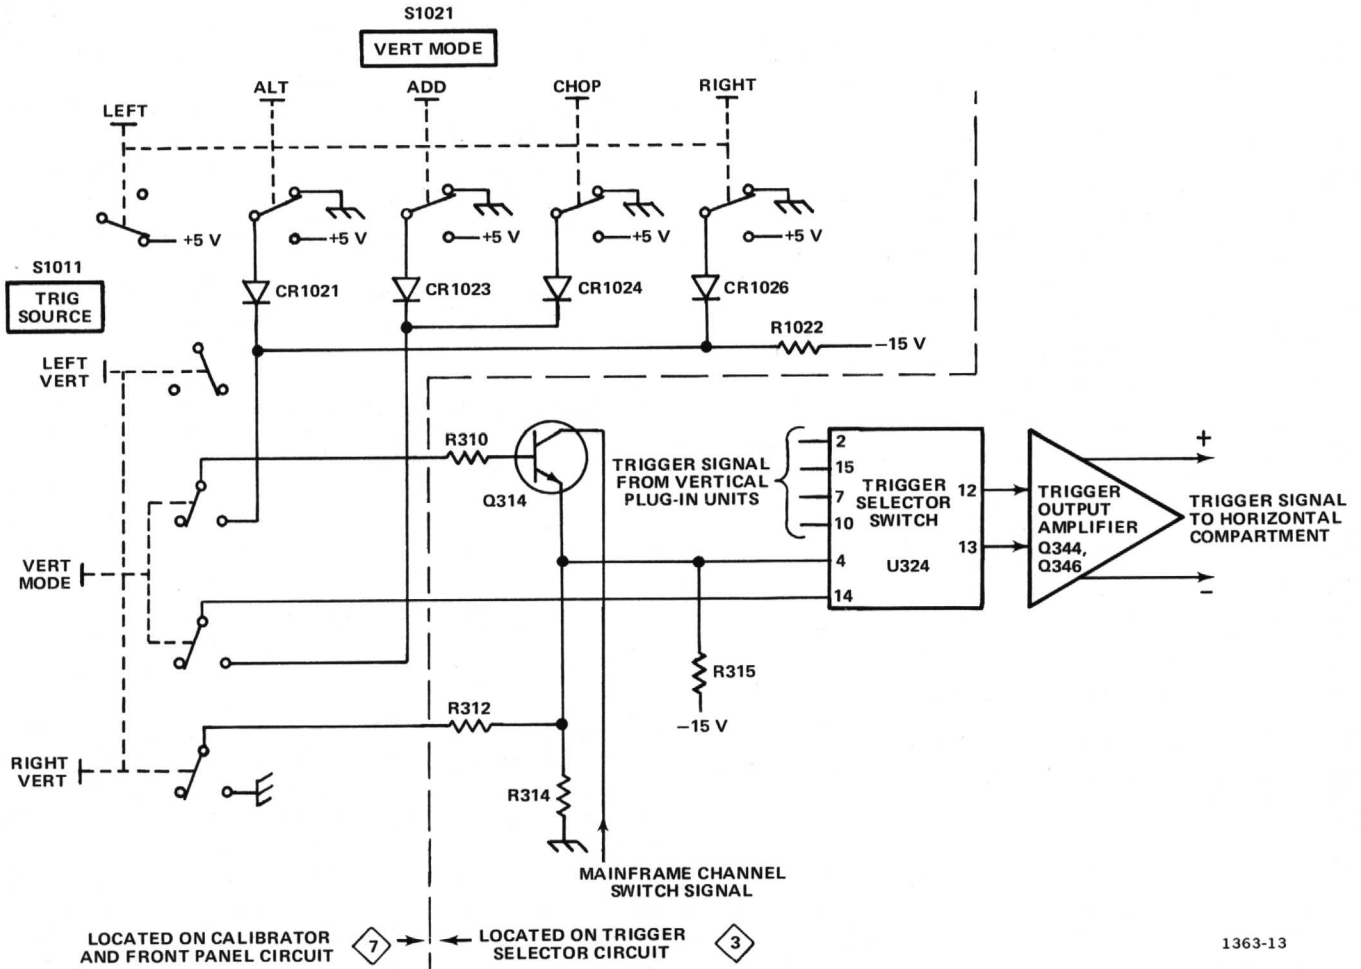 S1021
VERT MODE
LEFT
ALT
ADD
CHOP
RIGHT
+5 V
+5 V
+5 V
+5 V
+5 V
S1011
TRIG
SOURCE
CR1021
CR1023
CR1024
CR1026
R1022
−15 V
LEFT
VERT
R310
Q314
TRIGGER SIGNAL
FROM VERTICAL
PLUG-IN UNITS
2
15
7
10
4
14
TRIGGER
SELECTOR
SWITCH
U324
12
13
TRIGGER
OUTPUT
AMPLIFIER
Q344,
Q346
+
−
TRIGGER SIGNAL
TO HORIZONTAL
COMPARTMENT
VERT
MODE
R315
−15 V
R312
RIGHT
VERT
R314
MAINFRAME CHANNEL
SWITCH SIGNAL
LOCATED ON CALIBRATOR
AND FRONT PANEL CIRCUIT
7
LOCATED ON TRIGGER
SELECTOR CIRCUIT
3
1363-13